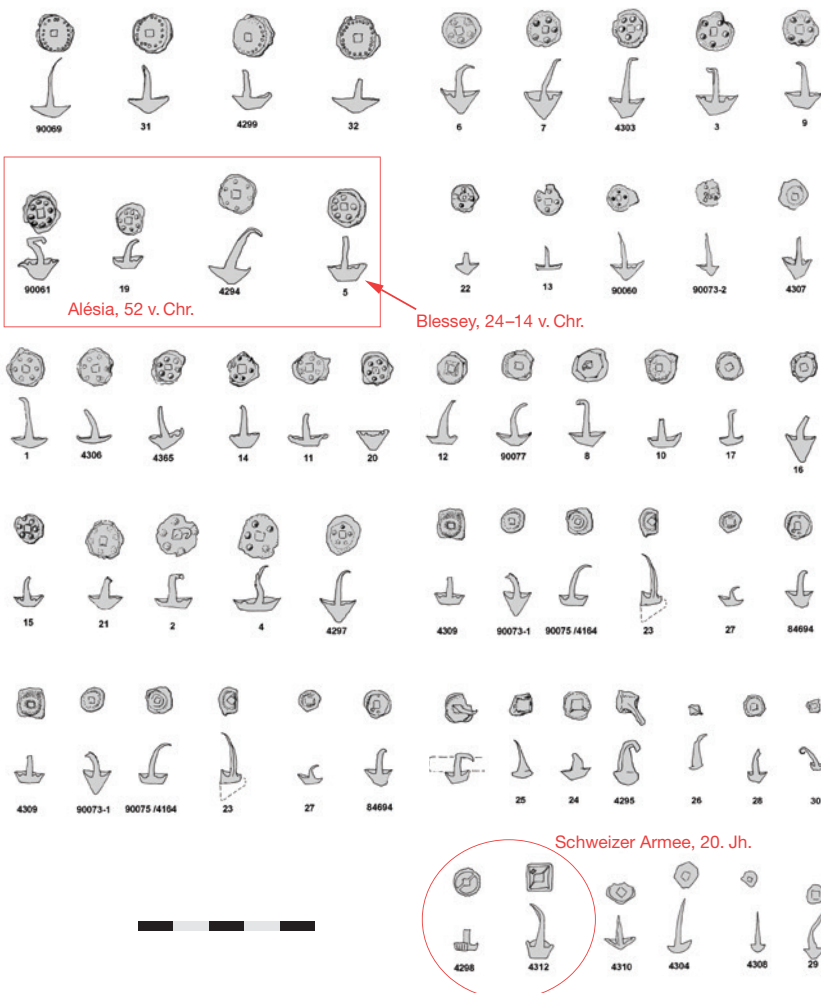 90069 31 4299 32 6 7 4303 3 9
90061 19 4294 5 22 13 90060 90073-2 4307
Alésia, 52 v. Chr.
Blessey, 24–14 v. Chr.
1 4306 4365 14 11 20 12 90077 8 10 17 16
15 21 2 4 4297 4309 90073-1 90075 /4164 23 27 84694
4309 90073-1 90075 /4164 23 27 84694 25 24 4295 26 28 30
Schweizer Armee, 20. Jh.
4298 4312 4310 4304 4308 29